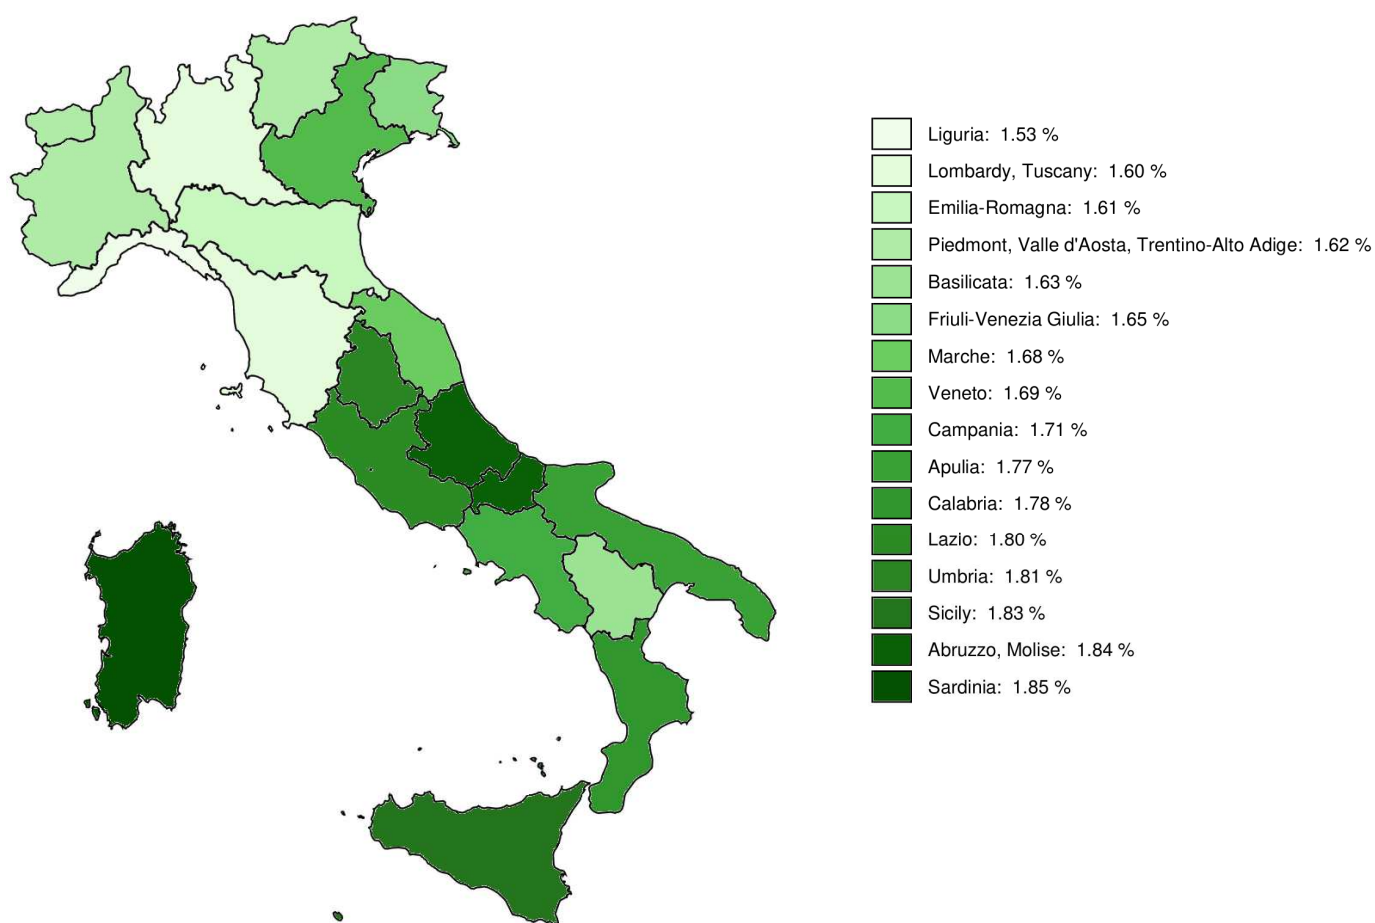 Liguria: 1.53 %
Lombardy, Tuscany: 1.60 %
Emilia-Romagna: 1.61 %
Piedmont, Valle d'Aosta, Trentino-Alto Adige: 1.62 %
Basilicata: 1.63 %
Friuli-Venezia Giulia: 1.65 %
Marche: 1.68 %
Veneto: 1.69 %
Campania: 1.71 %
Apulia: 1.77 %
Calabria: 1.78 %
Lazio: 1.80 %
Umbria: 1.81 %
Sicily: 1.83 %
Abruzzo, Molise: 1.84 %
Sardinia: 1.85 %